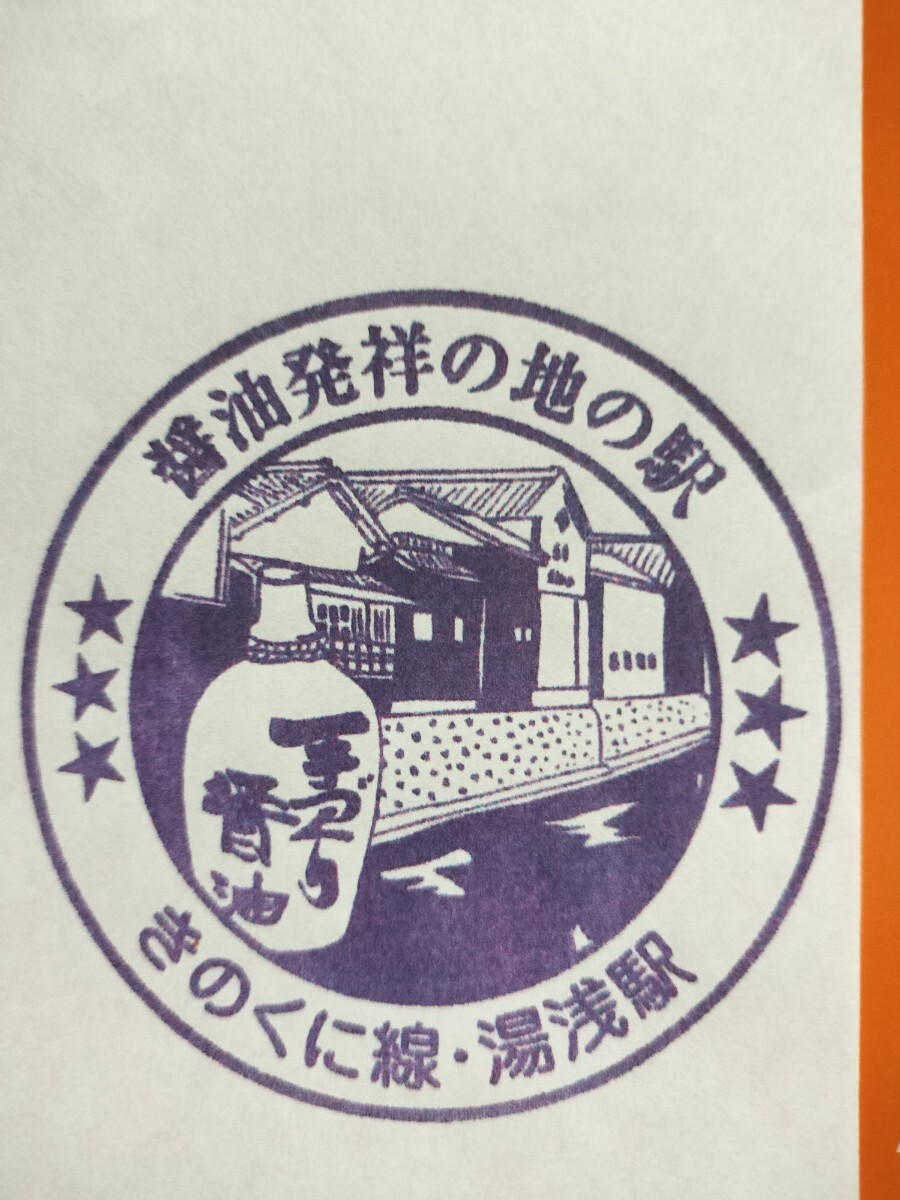 醤油発祥の地の駅
手づくり
醤油
きのくに線・湯浅駅